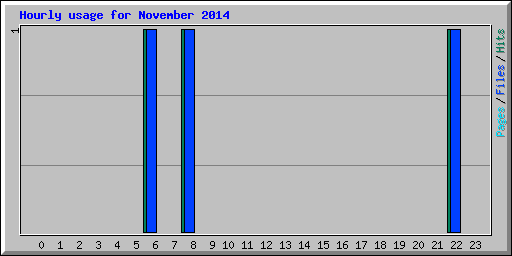 Hourly usage for November 2014
1
Pages/Files/Hits
0 1 2 3 4 5 6 7 8 9 10 11 12 13 14 15 16 17 18 19 20 21 22 23